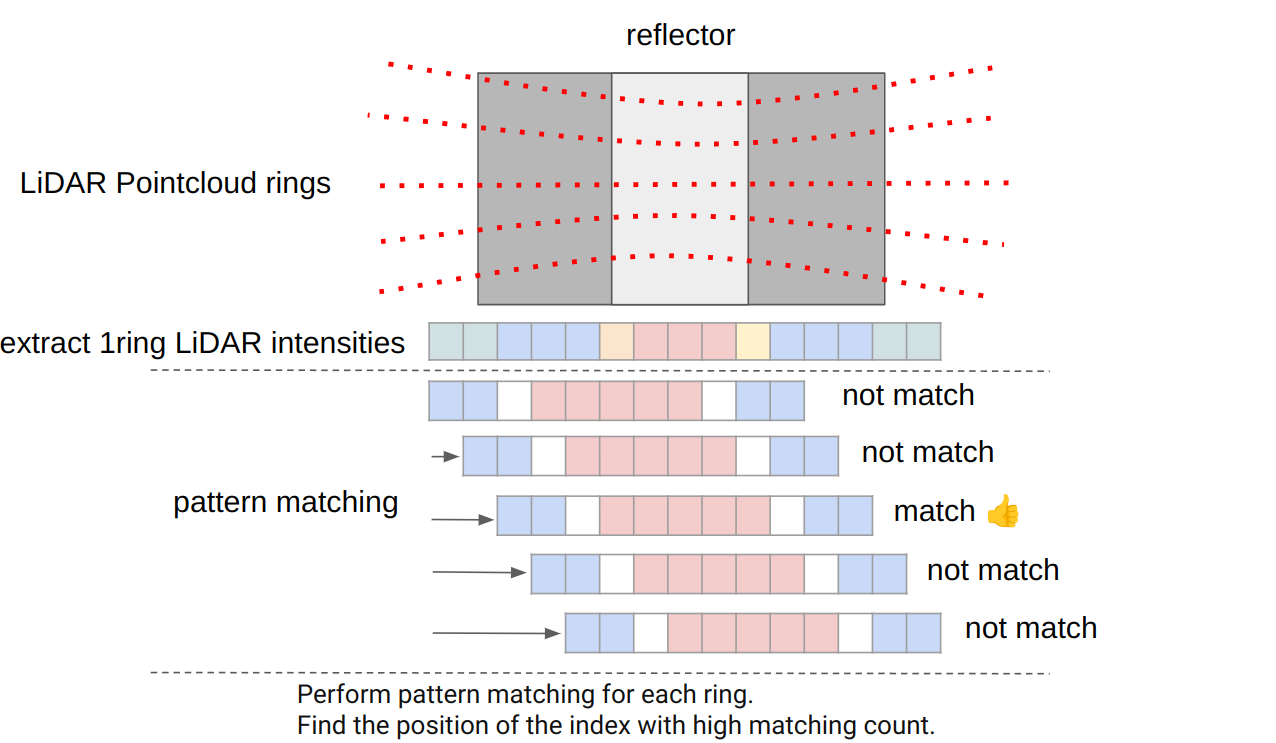 reflector
LiDAR Pointcloud rings
extract 1ring LiDAR intensities
not match
not match
pattern matching
match 👍
not match
not match
Perform pattern matching for each ring.
Find the position of the index with high matching count.